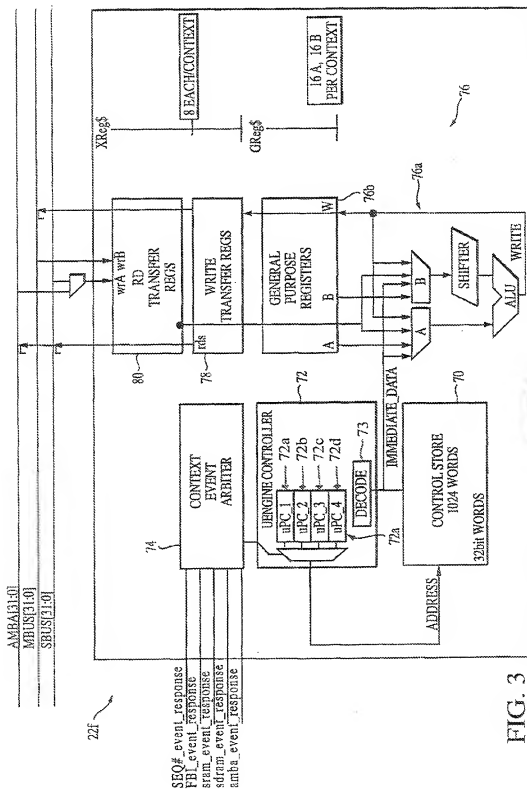 AMBA[31:0]
MBUS[31:0]
SBUS[31:0]
22f
SEQ#_event_response
FBI_event_response
sram_event_response
sdram_event_response
amba_event_response
74
CONTEXT
EVENT
ARBITER
80
wrA wrB
RD
TRANSFER
REGS
78
rds
WRITE
TRANSFER REGS
GENERAL
PURPOSE
REGISTERS
A
B
W
76b
XReg$
8 EACH/CONTEXT
GReg$
16 A, 16 B
PER CONTEXT
76
76a
72
UENGINE CONTROLLER
uPC_1
uPC_2
uPC_3
uPC_4
72a
72b
72c
72d
72a
DECODE
73
IMMEDIATE_DATA
A
B
SHIFTER
ALU
WRITE
ADDRESS
70
CONTROL STORE
1024 WORDS
32bit WORDS
FIG. 3